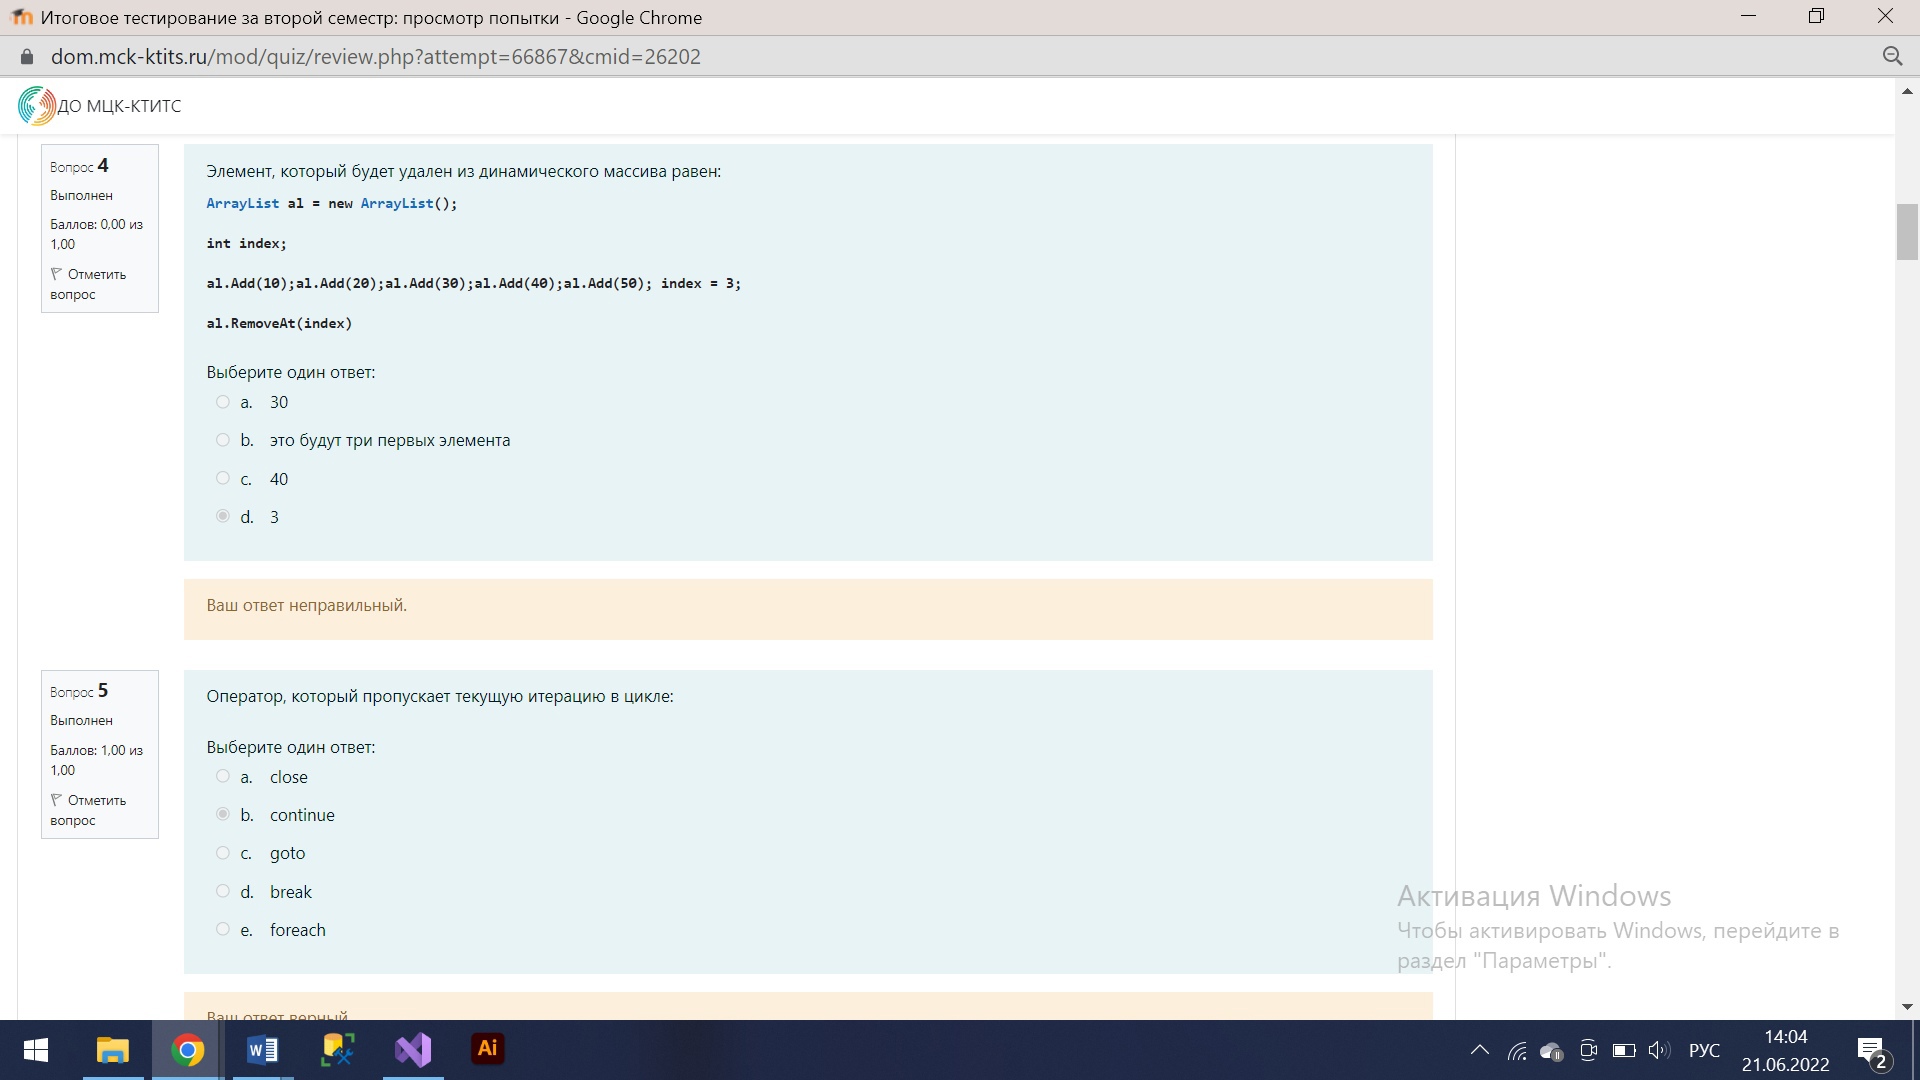 Итоговое тестирование за второй семестр: просмотр попытки - Google Chrome
dom.mck-ktits.ru/mod/quiz/review.php?attempt=66867&cmid=26202
ДО МЦК-КТИТС
Вопрос 4
Выполнен
Баллов: 0,00 из
1,00
Отметить
вопрос
Элемент, который будет удален из динамического массива равен:
ArrayList al = new ArrayList();
int index;
al.Add(10);al.Add(20);al.Add(30);al.Add(40);al.Add(50); index = 3;
al.RemoveAt(index)
Выберите один ответ:
a. 30
b. это будут три первых элемента
c. 40
d. 3
Ваш ответ неправильный.
Вопрос 5
Выполнен
Баллов: 1,00 из
1,00
Отметить
вопрос
Оператор, который пропускает текущую итерацию в цикле:
Выберите один ответ:
a. close
b. continue
c. goto
d. break
e. foreach
Ваш ответ верный
Активация Windows
Чтобы активировать Windows, перейдите в
раздел "Параметры".
Ai
РУС
14:04
21.06.2022
2